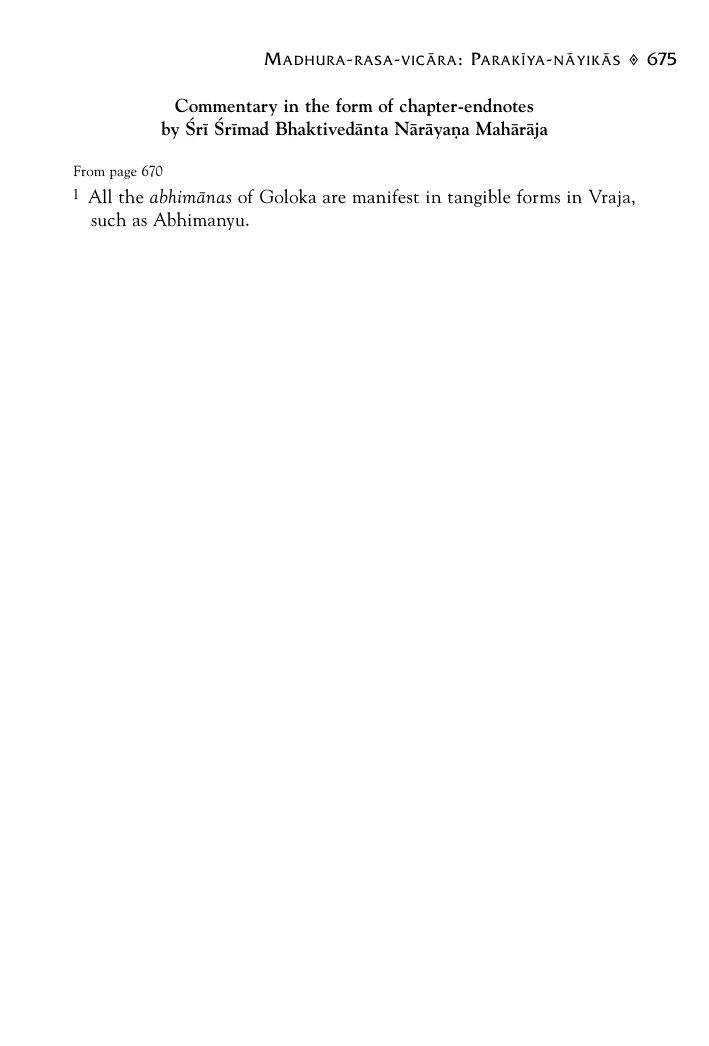 MADHURA-RASA-VICĀRA: PARAKĪYA-NĀYIKĀS ◈ 675
Commentary in the form of chapter-endnotes
by Śrī Śrīmad Bhaktivedānta Nārāyaṇa Mahārāja
From page 670
1 All the abhimānas of Goloka are manifest in tangible forms in Vraja,
such as Abhimanyu.